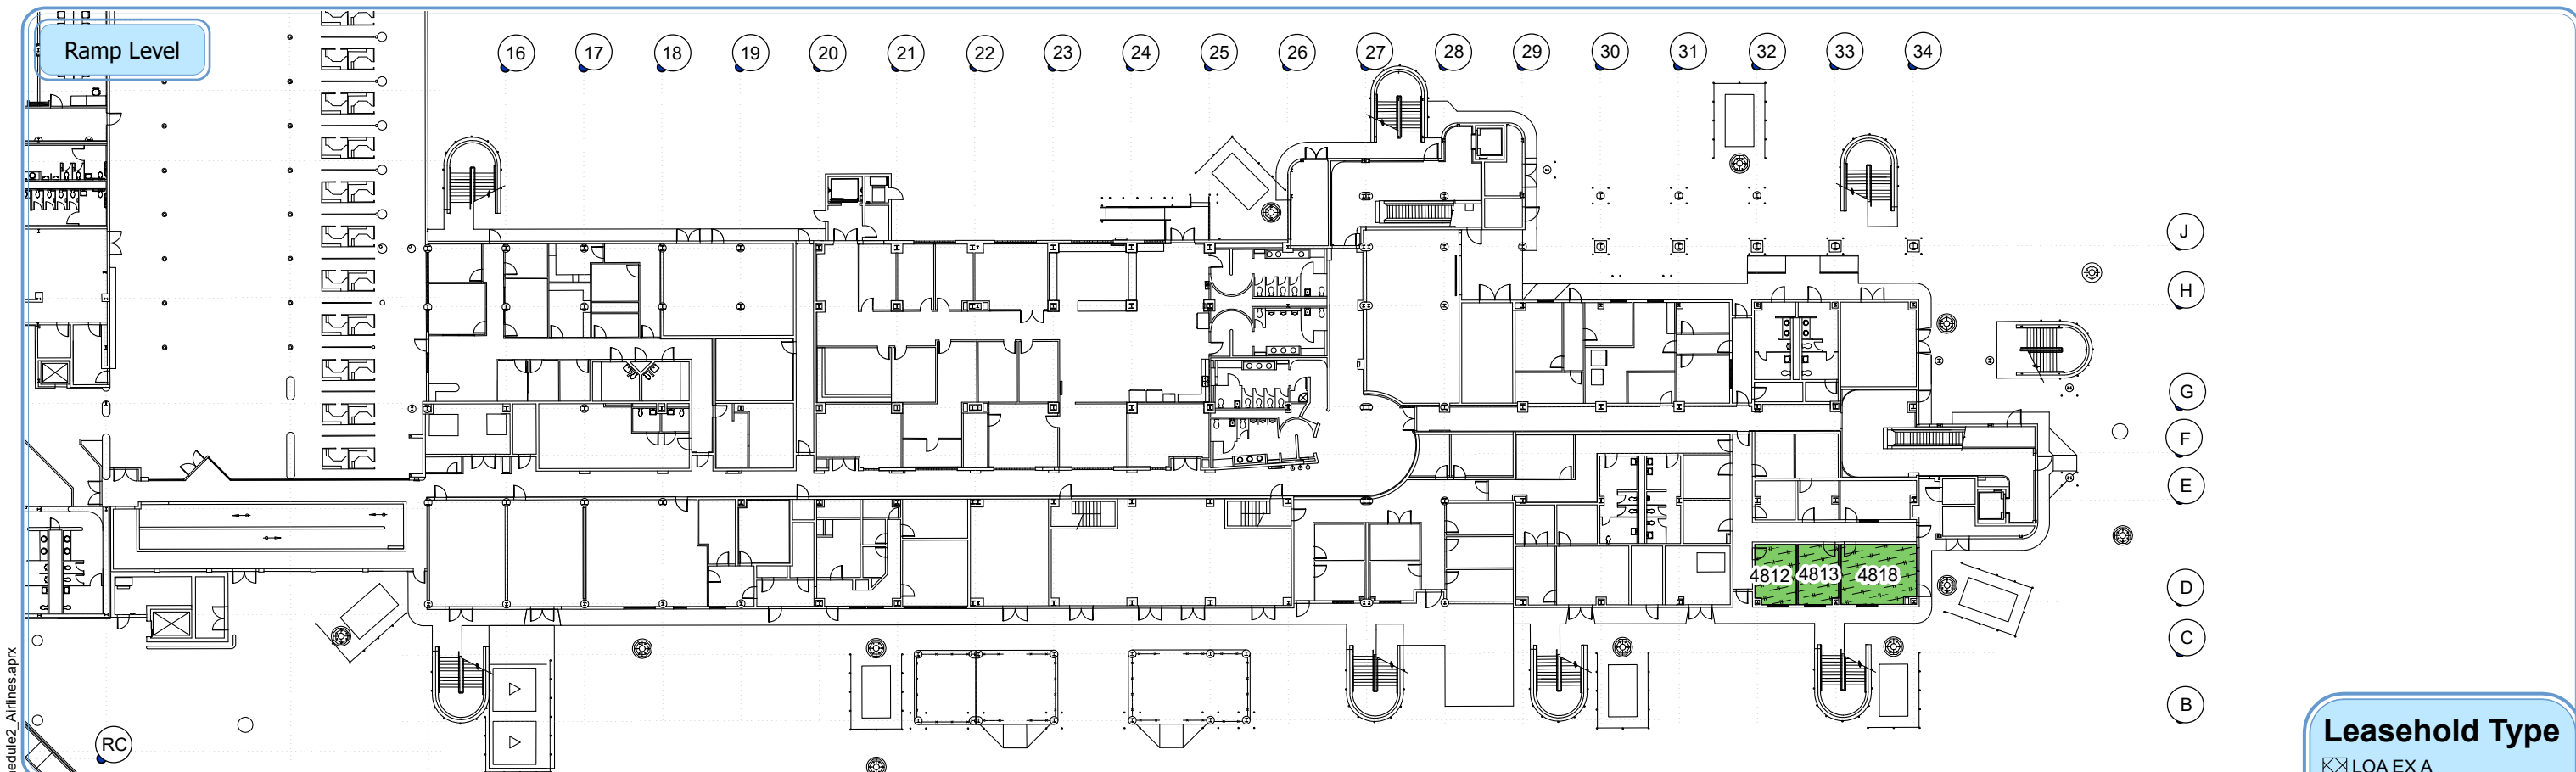 Ramp Level
16 17 18 19 20 21 22 23 24 25 26 27 28 29 30 31 32 33 34
J
H
G
F
E
D
C
B
4812 4813 4818
RC
edule2_Airlines.aprx
Leasehold Type
LOA EX A